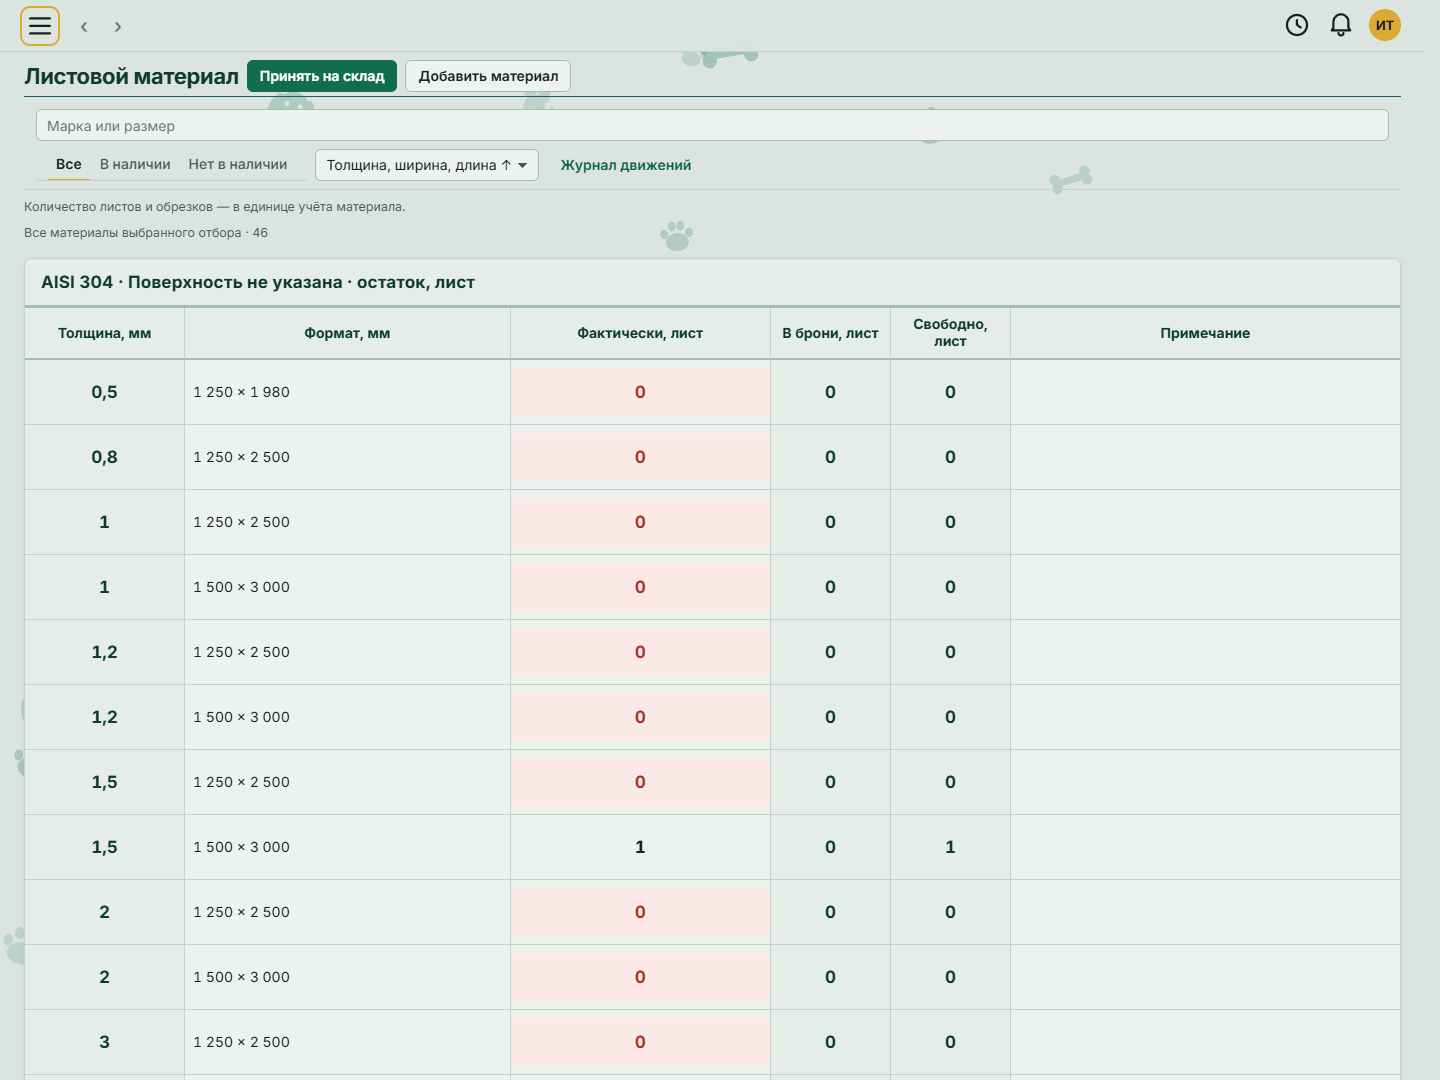 ИТ
Листовой материал
Принять на склад
Добавить материал
Марка или размер
Все
В наличии
Нет в наличии
Толщина, ширина, длина ↑
Журнал движений
Количество листов и обрезков — в единице учёта материала.
Все материалы выбранного отбора · 46
AISI 304 · Поверхность не указана · остаток, лист
Толщина, мм Формат, мм Фактически, лист В брони, лист Свободно, лист Примечание
0,5 1 250 × 1 980 0 0 0
0,8 1 250 × 2 500 0 0 0
1 1 250 × 2 500 0 0 0
1 1 500 × 3 000 0 0 0
1,2 1 250 × 2 500 0 0 0
1,2 1 500 × 3 000 0 0 0
1,5 1 250 × 2 500 0 0 0
1,5 1 500 × 3 000 1 0 1
2 1 250 × 2 500 0 0 0
2 1 500 × 3 000 0 0 0
3 1 250 × 2 500 0 0 0